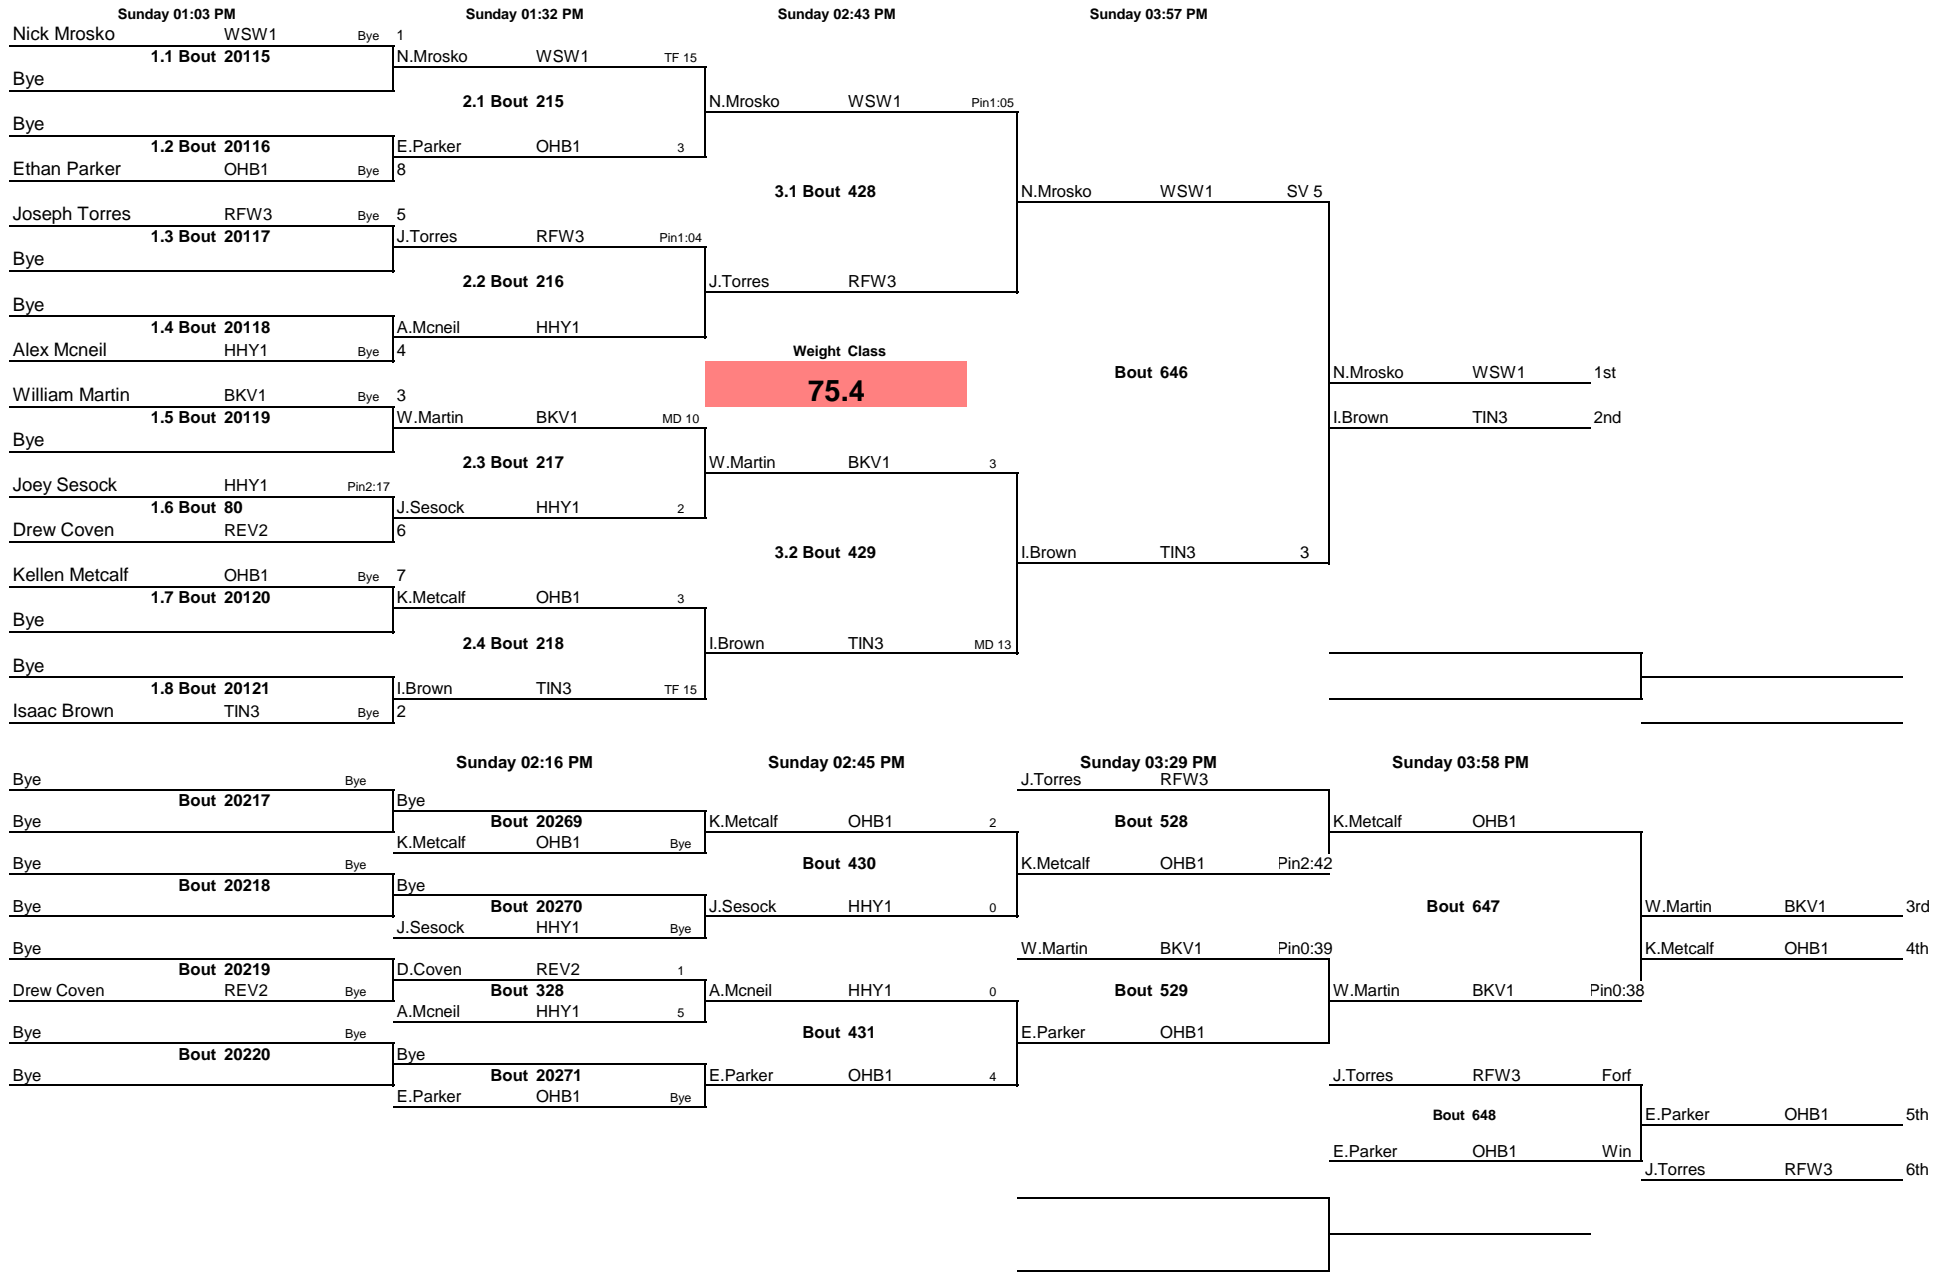 Sunday 01:03 PM Sunday 01:32 PM Sunday 02:43 PM Sunday 03:57 PM
Nick Mrosko WSW1 Bye 1
1.1 Bout 20115 N.Mrosko WSW1 TF 15
Bye
2.1 Bout 215 N.Mrosko WSW1 Pin1:05
Bye
1.2 Bout 20116 E.Parker OHB1 3
Ethan Parker OHB1 Bye 8
3.1 Bout 428 N.Mrosko WSW1 SV 5
Joseph Torres RFW3 Bye 5
1.3 Bout 20117 J.Torres RFW3 Pin1:04
Bye
2.2 Bout 216 J.Torres RFW3
Bye
1.4 Bout 20118 A.Mcneil HHY1
Alex Mcneil HHY1 Bye 4 Weight Class
Bout 646 N.Mrosko WSW1 1st
75.4
William Martin BKV1 Bye 3
1.5 Bout 20119 W.Martin BKV1 MD 10 I.Brown TIN3 2nd
Bye
2.3 Bout 217 W.Martin BKV1 3
Joey Sesock HHY1 Pin2:17
1.6 Bout 80 J.Sesock HHY1 2
Drew Coven REV2 6
3.2 Bout 429 I.Brown TIN3 3
Kellen Metcalf OHB1 Bye 7
1.7 Bout 20120 K.Metcalf OHB1 3
Bye
2.4 Bout 218 I.Brown TIN3 MD 13
Bye
1.8 Bout 20121 I.Brown TIN3 TF 15
Isaac Brown TIN3 Bye 2
Sunday 02:16 PM Sunday 02:45 PM Sunday 03:29 PM Sunday 03:58 PM
Bye Bye J.Torres RFW3
Bout 20217 Bye
Bye Bout 20269 K.Metcalf OHB1 2 Bout 528 K.Metcalf OHB1
K.Metcalf OHB1 Bye
Bye Bye Bout 430 K.Metcalf OHB1 Pin2:42
Bout 20218 Bye
Bye Bout 20270 J.Sesock HHY1 0 Bout 647 W.Martin BKV1 3rd
J.Sesock HHY1 Bye
Bye W.Martin BKV1 Pin0:39 K.Metcalf OHB1 4th
Bout 20219 D.Coven REV2 1
Drew Coven REV2 Bye Bout 328 A.Mcneil HHY1 0 Bout 529 W.Martin BKV1 Pin0:38
A.Mcneil HHY1 5
Bye Bye Bout 431 E.Parker OHB1
Bout 20220 Bye
Bye Bout 20271 E.Parker OHB1 4 J.Torres RFW3 Forf
E.Parker OHB1 Bye
Bout 648 E.Parker OHB1 5th
E.Parker OHB1 Win
J.Torres RFW3 6th